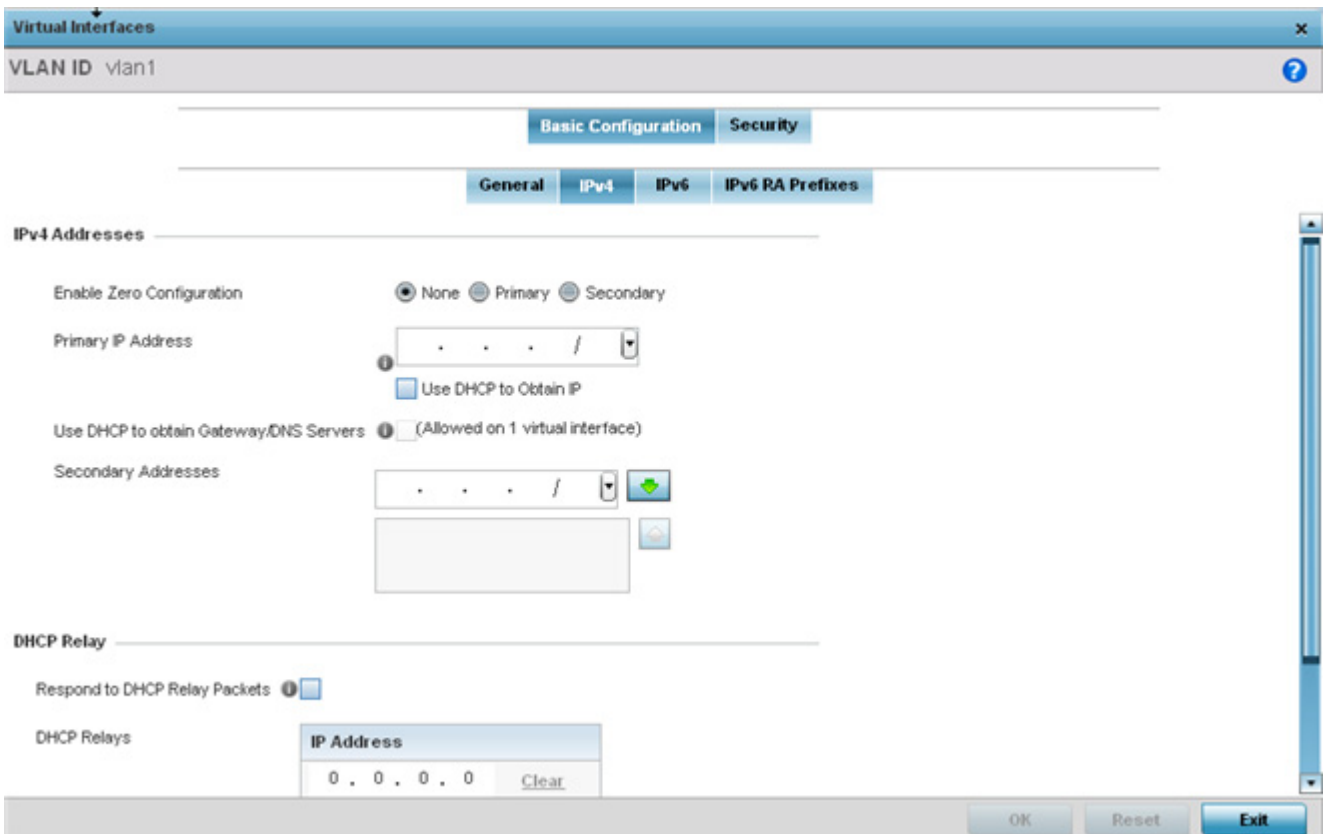 Virtual Interfaces
VLAN ID vlan1
Basic Configuration Security
General IPv4 IPv6 IPv6 RA Prefixes
IPv4 Addresses
Enable Zero Configuration None Primary Secondary
Primary IP Address . . . /
Use DHCP to Obtain IP
Use DHCP to obtain Gateway/DNS Servers (Allowed on 1 virtual interface)
Secondary Addresses . . . /
DHCP Relay
Respond to DHCP Relay Packets
DHCP Relays
IP Address
0 . 0 . 0 . 0 Clear
OK Reset Exit